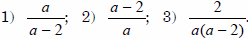 1) a/(a − 2); 2) (a − 2)/a; 3) 2/(a(a − 2)).